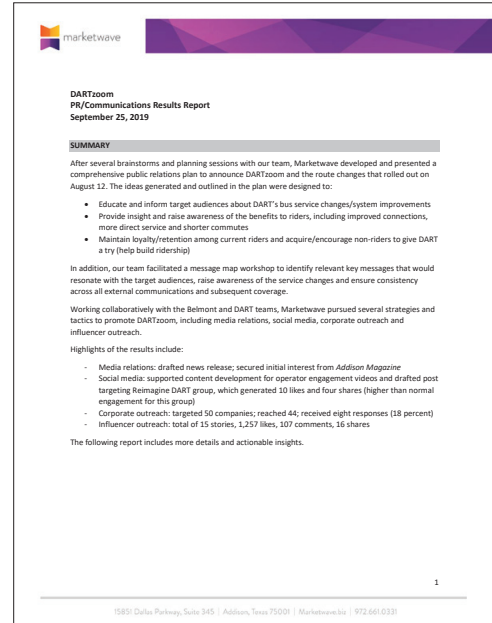 marketwave
DARTzoom
PR/Communications Results Report
September 25, 2019
SUMMARY
After several brainstorms and planning sessions with our team, Marketwave developed and presented a
comprehensive public relations plan to announce DARTzoom and the route changes that rolled out on
August 12. The ideas generated and outlined in the plan were designed to:
• Educate and inform target audiences about DART's bus service changes/system improvements
• Provide insight and raise awareness of the benefits to riders, including improved connections,
more direct service and shorter commutes
• Maintain loyalty/retention among current riders and acquire/encourage non-riders to give DART
a try (help build ridership)
In addition, our team facilitated a message map workshop to identify relevant key messages that would
resonate with the target audiences, raise awareness of the service changes and ensure consistency
across all external communications and subsequent coverage.
Working collaboratively with the Belmont and DART teams, Marketwave pursued several strategies and
tactics to promote DARTzoom, including media relations, social media, corporate outreach and
influencer outreach.
Highlights of the results include:
- Media relations: drafted news release; secured initial interest from Addison Magazine
- Social media: supported content development for operator engagement videos and drafted post
targeting Reimagine DART group, which generated 10 likes and four shares (higher than normal
engagement for this group)
- Corporate outreach: targeted 50 companies; reached 44; received eight responses (18 percent)
- Influencer outreach: total of 15 stories, 1,257 likes, 107 comments, 16 shares
The following report includes more details and actionable insights.
1
15851 Dallas Parkway, Suite 345 | Addison, Texas 75001 | Marketwave.biz | 972.661.0331